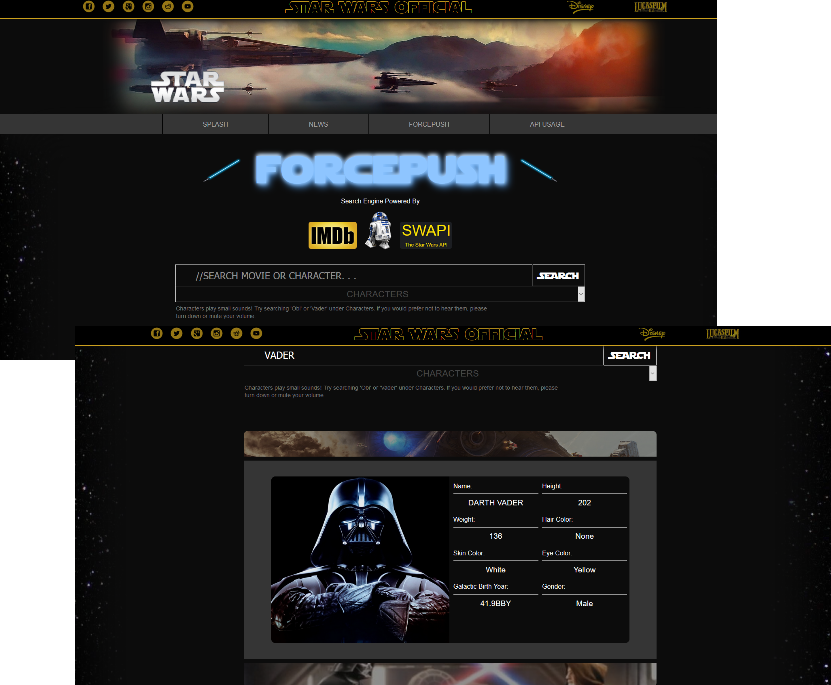 STAR WARS OFFICIAL
Disney
LUCASFILM
STAR
WARS
SPLASH NEWS FORCEPUSH API USAGE
FORCEPUSH
Search Engine Powered By
IMDb
SWAPI
The Star Wars API
//SEARCH MOVIE OR CHARACTER. . .
SEARCH
CHARACTERS
Characters play small sounds! Try searching 'Obi' or 'Vader' under Characters. If you would prefer not to hear them, please
turn down or mute your volume.
STAR WARS OFFICIAL
Disney
LUCASFILM
VADER
SEARCH
CHARACTERS
Characters play small sounds! Try searching 'Obi' or 'Vader' under Characters. If you would prefer not to hear them, please
turn down or mute your volume.
Name: Height:
DARTH VADER 202
Weight: Hair Color:
136 None
Skin Color: Eye Color:
White Yellow
Galactic Birth Year: Gender:
41.9BBY Male